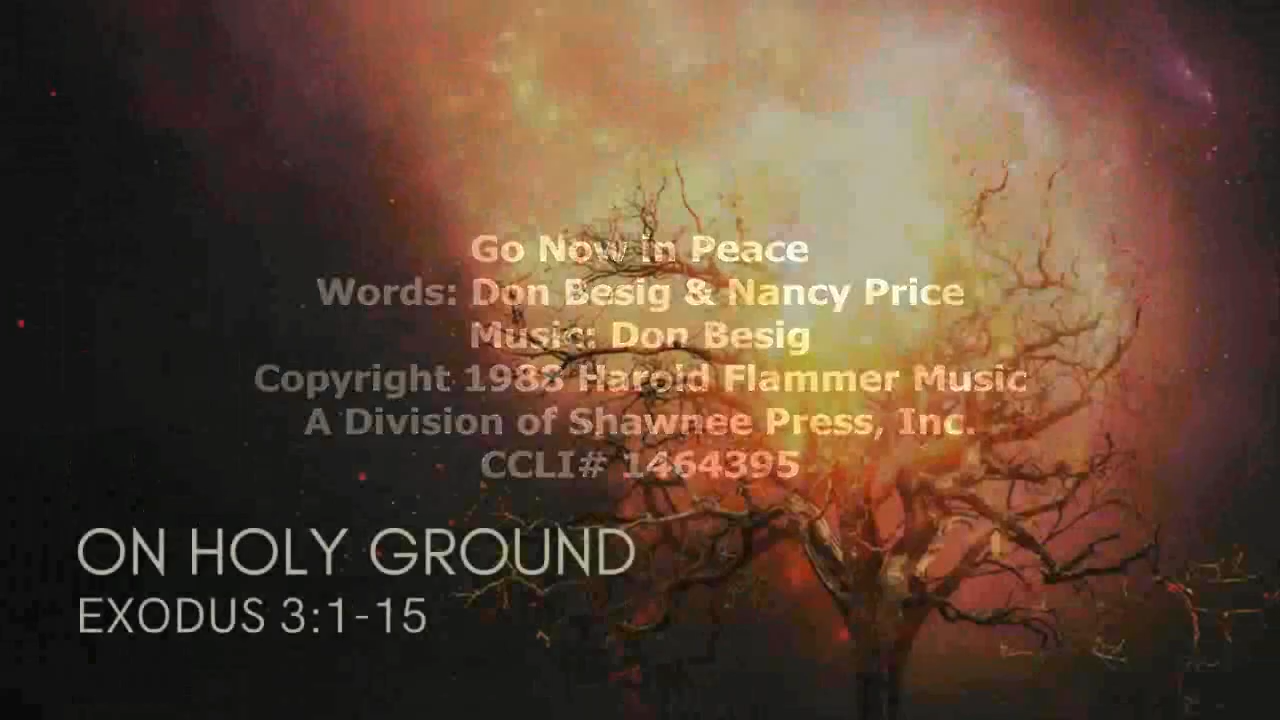 Go Now in Peace
Words: Don Besig & Nancy Price
Music: Don Besig
Copyright 1988 Harold Flammer Music
A Division of Shawnee Press, Inc.
CCLI# 1464395
ON HOLY GROUND
EXODUS 3:1-15